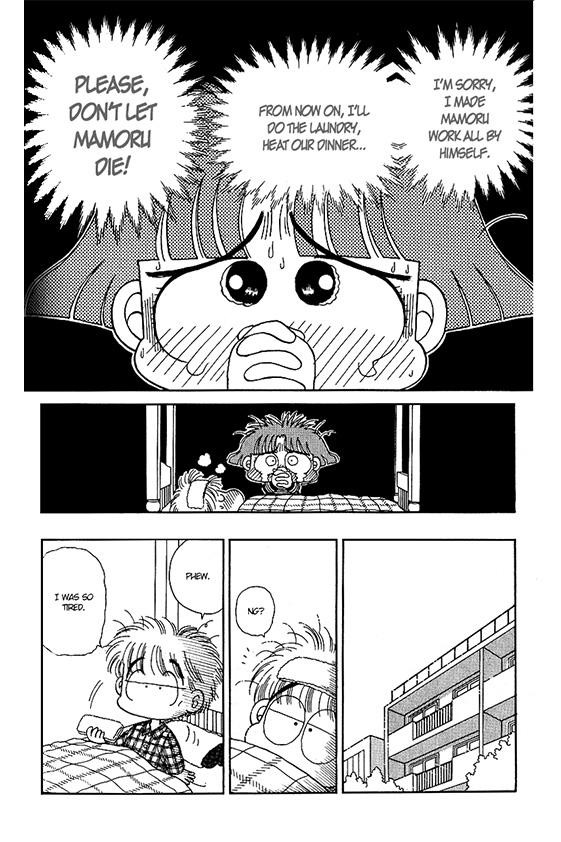 I'M SORRY,
I MADE
MAMORU
WORK ALL BY
HIMSELF.
FROM NOW ON, I'LL
DO THE LAUNDRY,
HEAT OUR DINNER...
PLEASE,
DON'T LET
MAMORU
DIE!
NG?
PHEW.
I WAS SO
TIRED.